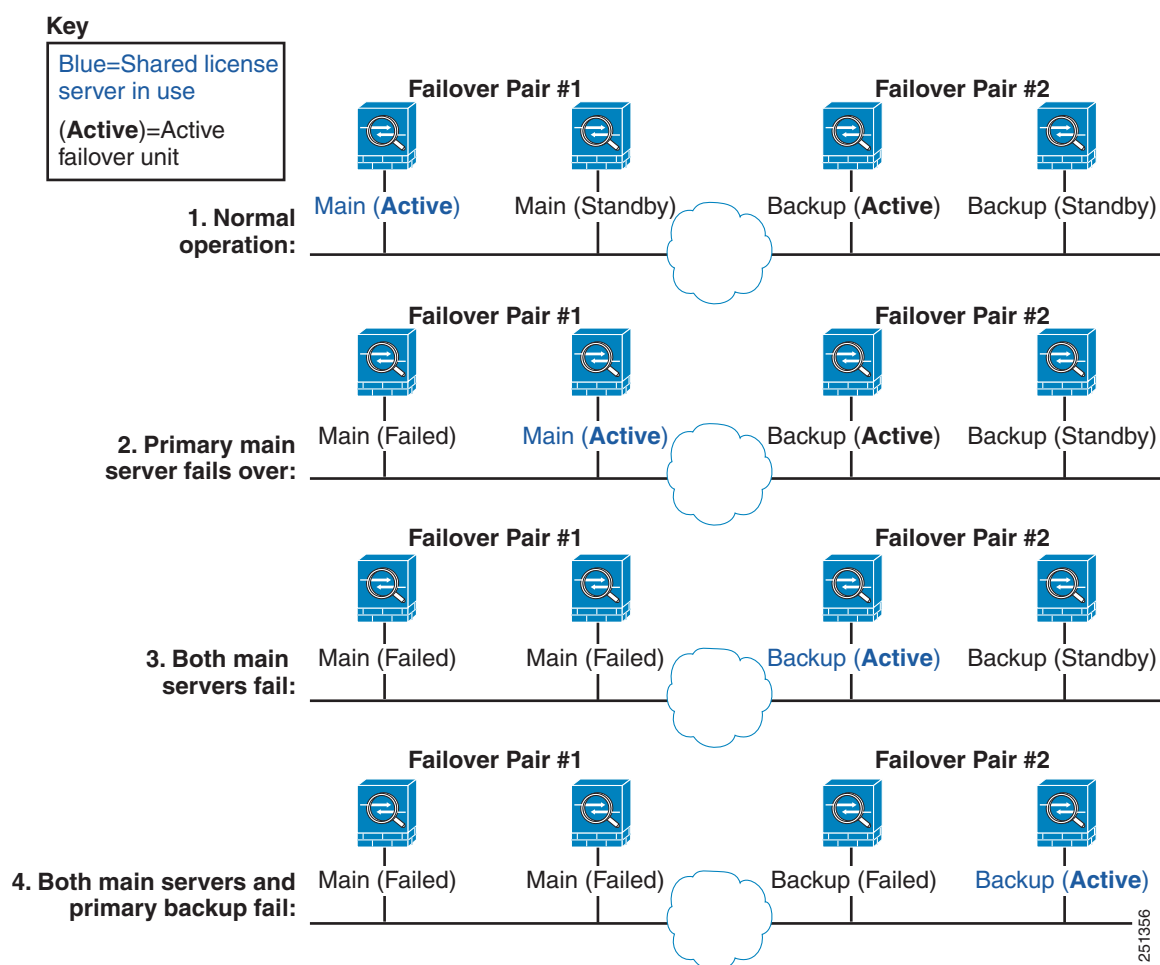 Key
Blue=Shared license
server in use
(Active)=Active
failover unit
Failover Pair #1
Failover Pair #2
1. Normal
operation:
Main (Active)
Main (Standby)
Backup (Active)
Backup (Standby)
Failover Pair #1
Failover Pair #2
2. Primary main
server fails over:
Main (Failed)
Main (Active)
Backup (Active)
Backup (Standby)
Failover Pair #1
Failover Pair #2
3. Both main
servers fail:
Main (Failed)
Main (Failed)
Backup (Active)
Backup (Standby)
Failover Pair #1
Failover Pair #2
4. Both main servers and
primary backup fail:
Main (Failed)
Main (Failed)
Backup (Failed)
Backup (Active)
251356